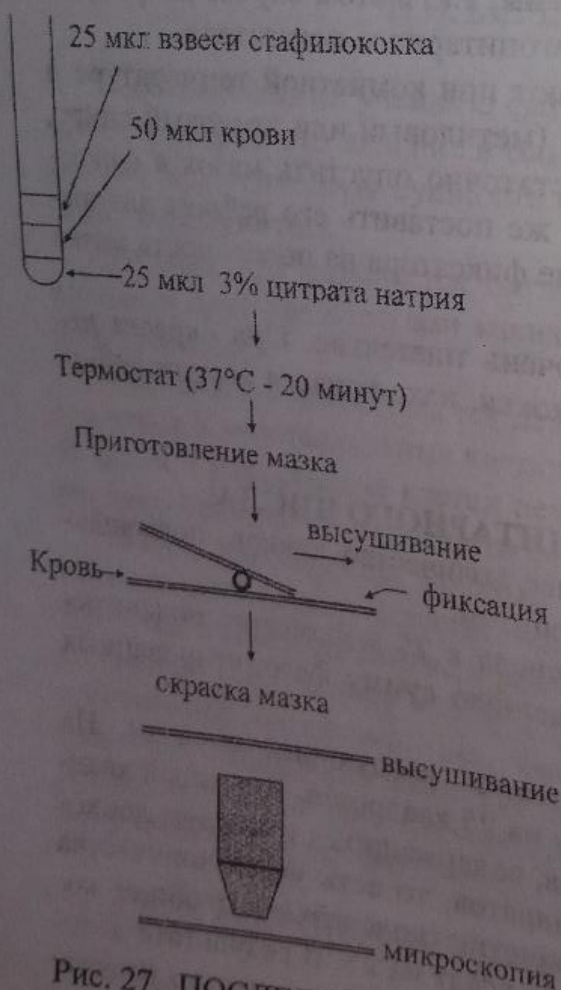 25 мкл взвеси стафилококка
50 мкл крови
25 мкл 3% цитрата натрия
Термостат (37°С - 20 минут)
Приготовление мазка
высушивание
Кровь
фиксация
скраска мазка
высушивание
микроскопия
Рис. 27